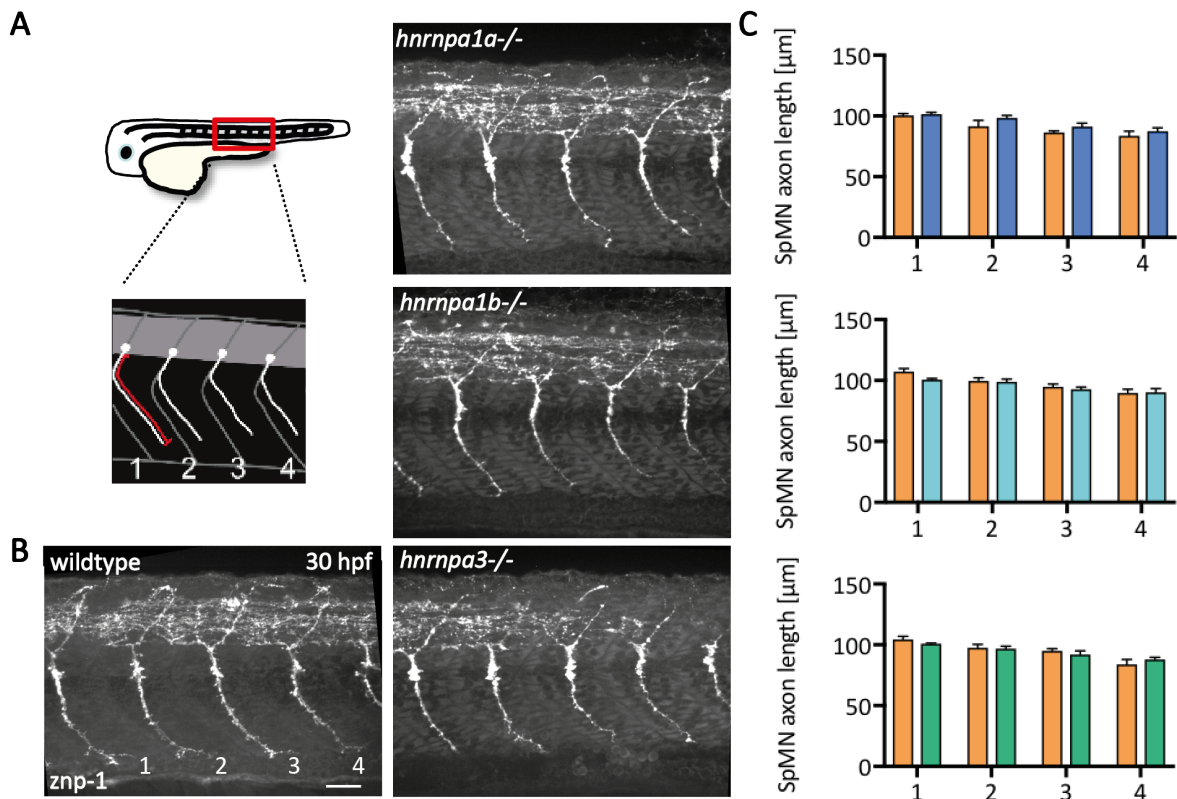 A
1 2 3 4
B
wildtype 30 hpf
1 2 3 4
znp-1
hnrnpa1a-/-
hnrnpa1b-/-
hnrnpa3-/-
C
SpMN axon length [µm]
150
100
50
0
1 2 3 4
SpMN axon length [µm]
150
100
50
0
1 2 3 4
SpMN axon length [µm]
150
100
50
0
1 2 3 4